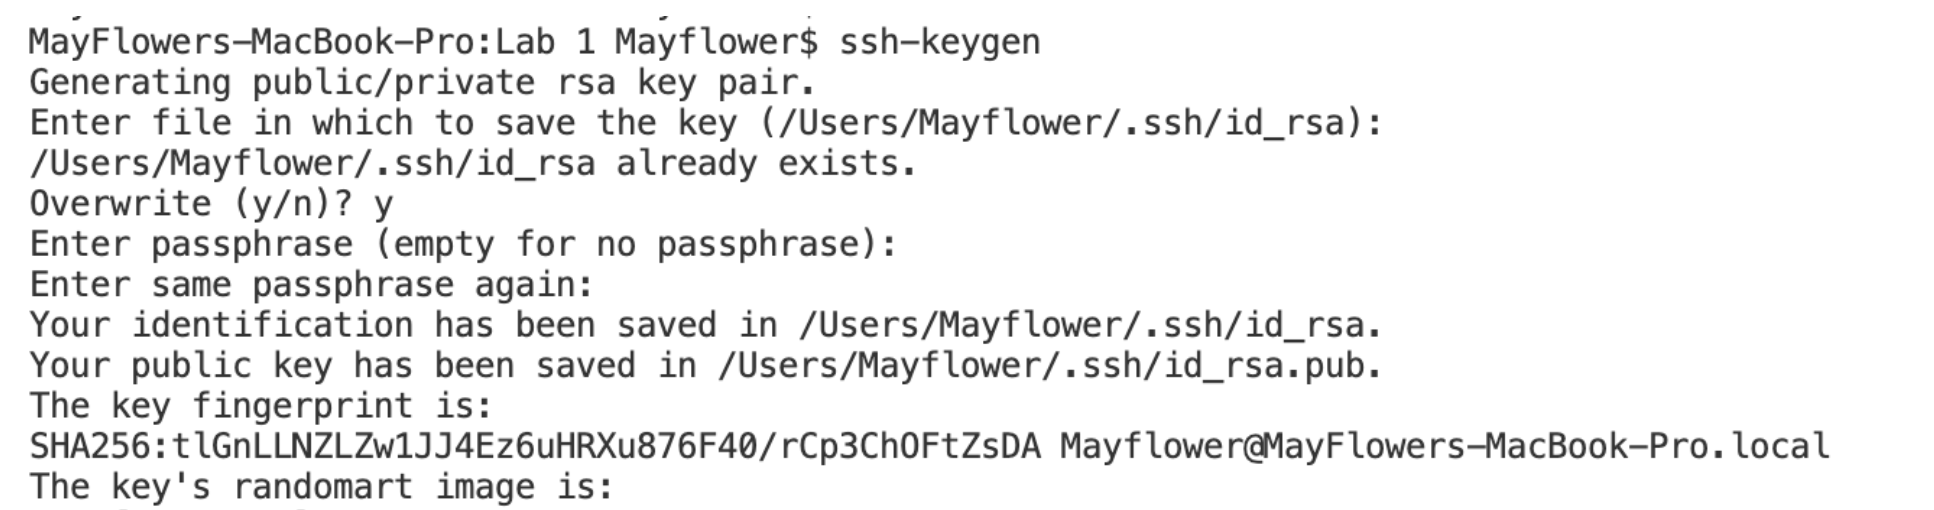 MayFlowers-MacBook-Pro:Lab 1 Mayflower$ ssh-keygen
Generating public/private rsa key pair.
Enter file in which to save the key (/Users/Mayflower/.ssh/id_rsa):
/Users/Mayflower/.ssh/id_rsa already exists.
Overwrite (y/n)? y
Enter passphrase (empty for no passphrase):
Enter same passphrase again:
Your identification has been saved in /Users/Mayflower/.ssh/id_rsa.
Your public key has been saved in /Users/Mayflower/.ssh/id_rsa.pub.
The key fingerprint is:
SHA256:tlGnLLNZLZw1JJ4Ez6uHRXu876F40/rCp3ChOFtZsDA Mayflower@MayFlowers-MacBook-Pro.local
The key's randomart image is: